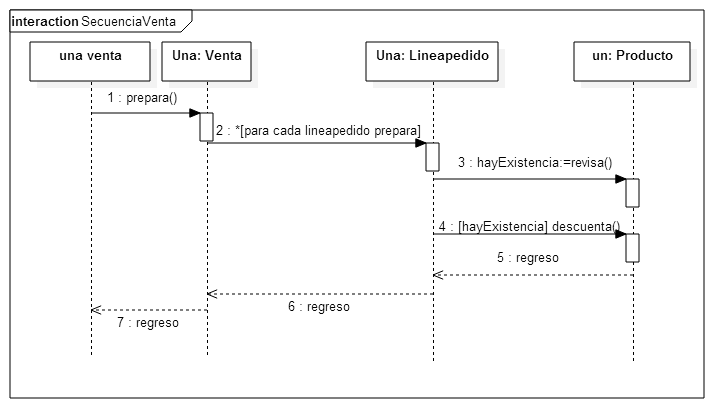 interaction SecuenciaVenta
una venta
Una: Venta
Una: Lineapedido
un: Producto
1 : prepara()
2 : *[para cada lineapedido prepara]
3 : hayExistencia:=revisa()
4 : [hayExistencia] descuenta()
5 : regreso
6 : regreso
7 : regreso